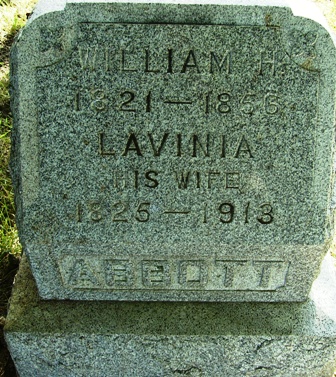 WILLIAM H
1821 — 1856
LAVINIA
HIS WIFE
1825 — 1913
ABBOTT